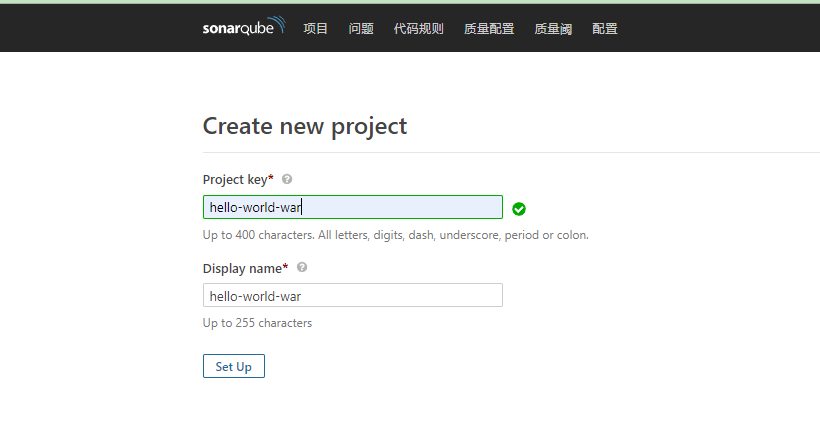 sonarqube 项目 问题 代码规则 质量配置 质量阈 配置
Create new project
Project key*
hello-world-war
Up to 400 characters. All letters, digits, dash, underscore, period or colon.
Display name*
hello-world-war
Up to 255 characters
Set Up